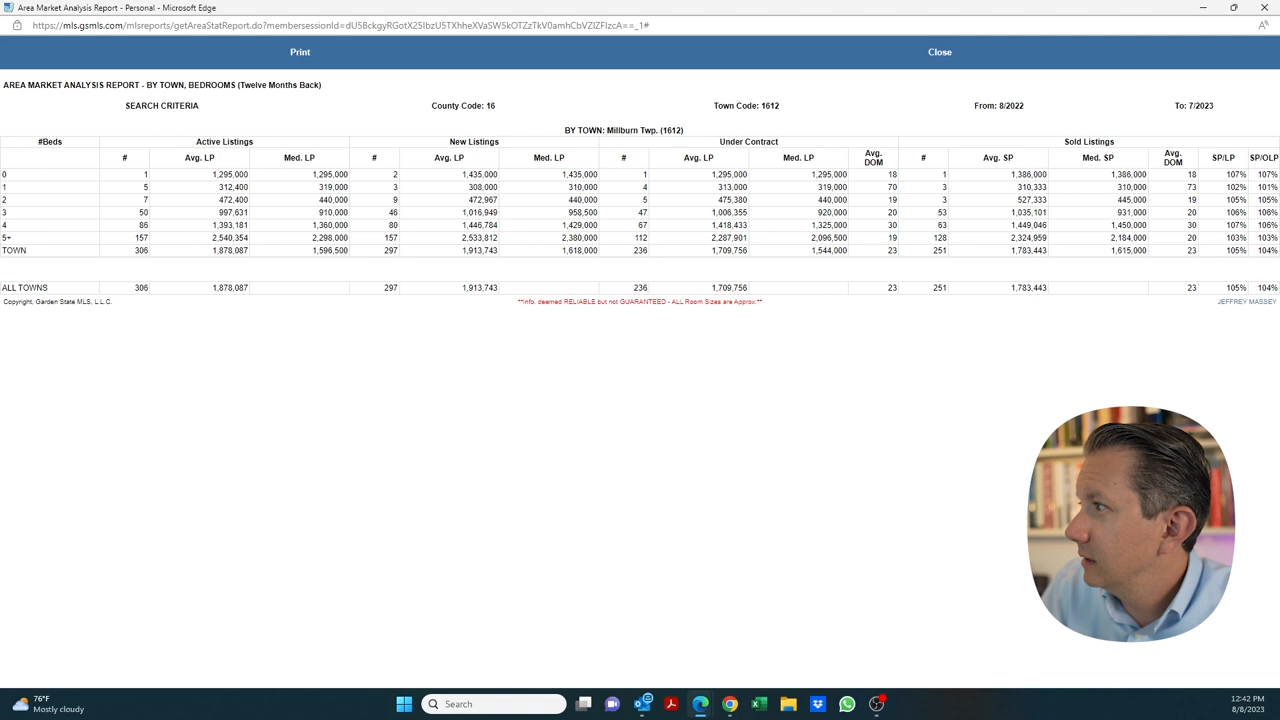 Area Market Analysis Report - Personal - Microsoft Edge
https://mls.gsmls.com/mlsreports/getAreaStatReport.do?membersessionId=
Print Close
AREA MARKET ANALYSIS REPORT - BY TOWN, BEDROOMS (Twelve Months Back)
SEARCH CRITERIA County Code: 16 Town Code: 1612 From: 8/2022 To: 7/2023
BY TOWN: Millburn Twp. (1612)
#Beds Active Listings New Listings Under Contract Sold Listings
# Avg. LP Med. LP # Avg. LP Med. LP # Avg. LP Med. LP Avg. DOM # Avg. SP Med. SP Avg. DOM SP/LP SP/OLP
0 1 1,295,000 1,295,000 2 1,435,000 1,435,000 1 1,295,000 1,295,000 18 1 1,386,000 1,386,000 18 107% 107%
1 5 312,400 319,000 3 308,000 310,000 4 313,000 319,000 70 3 310,333 310,000 73 102% 101%
2 7 472,400 440,000 9 472,967 440,000 5 475,380 440,000 19 3 527,333 445,000 19 105% 105%
3 50 997,631 910,000 46 1,016,949 958,500 47 1,006,355 920,000 20 53 1,035,101 931,000 20 106% 106%
4 86 1,393,181 1,360,000 80 1,446,784 1,429,000 67 1,418,433 1,325,000 30 63 1,449,046 1,450,000 30 107% 106%
5+ 157 2,540,354 2,298,000 157 2,533,812 2,380,000 112 2,287,901 2,096,500 19 128 2,324,959 2,184,000 20 103% 103%
TOWN 306 1,878,087 1,596,500 297 1,913,743 1,618,000 236 1,709,756 1,544,000 23 251 1,783,443 1,615,000 23 105% 104%
ALL TOWNS 306 1,878,087 297 1,913,743 236 1,709,756 23 251 1,783,443 23 105% 104%
Copyright, Garden State MLS, L.L.C. **Info. deemed RELIABLE but not GUARANTEED - ALL Room Sizes are Approx.** JEFFREY MASSEY
76°F
Mostly cloudy
Search
12:42 PM
8/8/2023